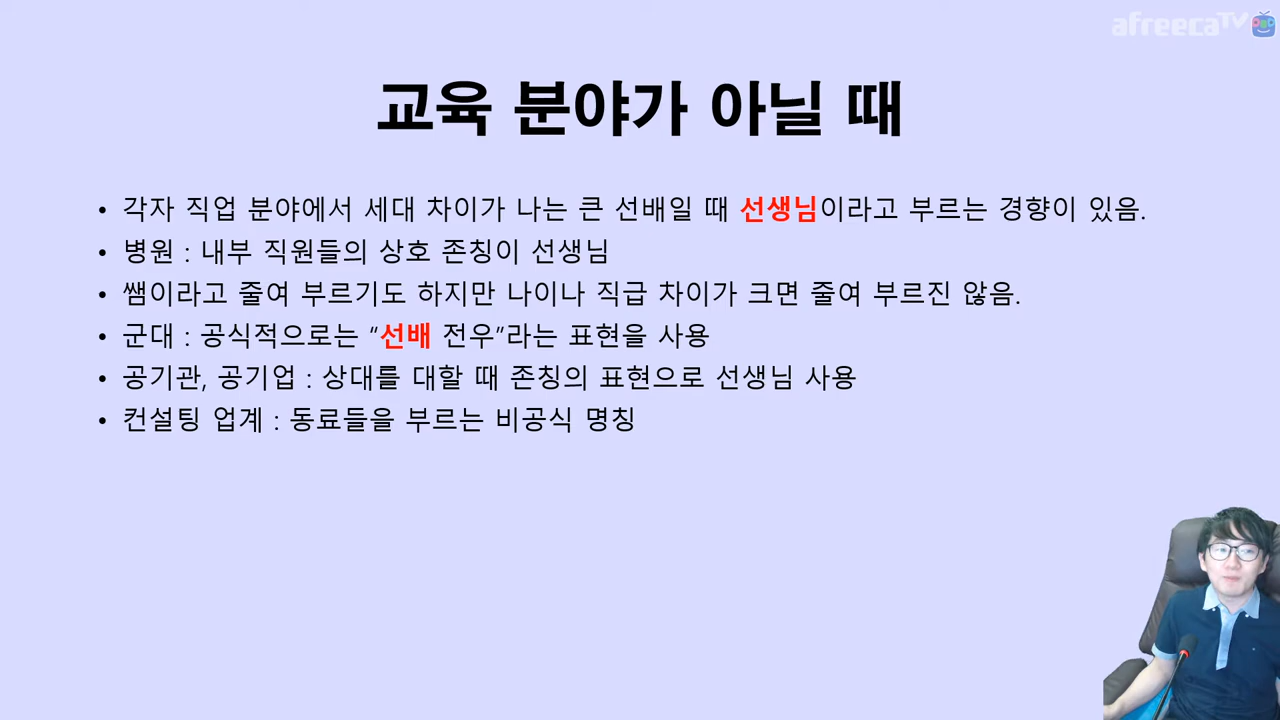 afreecaTV
교육 분야가 아닐 때
• 각자 직업 분야에서 세대 차이가 나는 큰 선배일 때 선생님이라고 부르는 경향이 있음.
• 병원 : 내부 직원들의 상호 존칭이 선생님
• 쌤이라고 줄여 부르기도 하지만 나이나 직급 차이가 크면 줄여 부르진 않음.
• 군대 : 공식적으로는 “선배 전우”라는 표현을 사용
• 공기관, 공기업 : 상대를 대할 때 존칭의 표현으로 선생님 사용
• 컨설팅 업계 : 동료들을 부르는 비공식 명칭